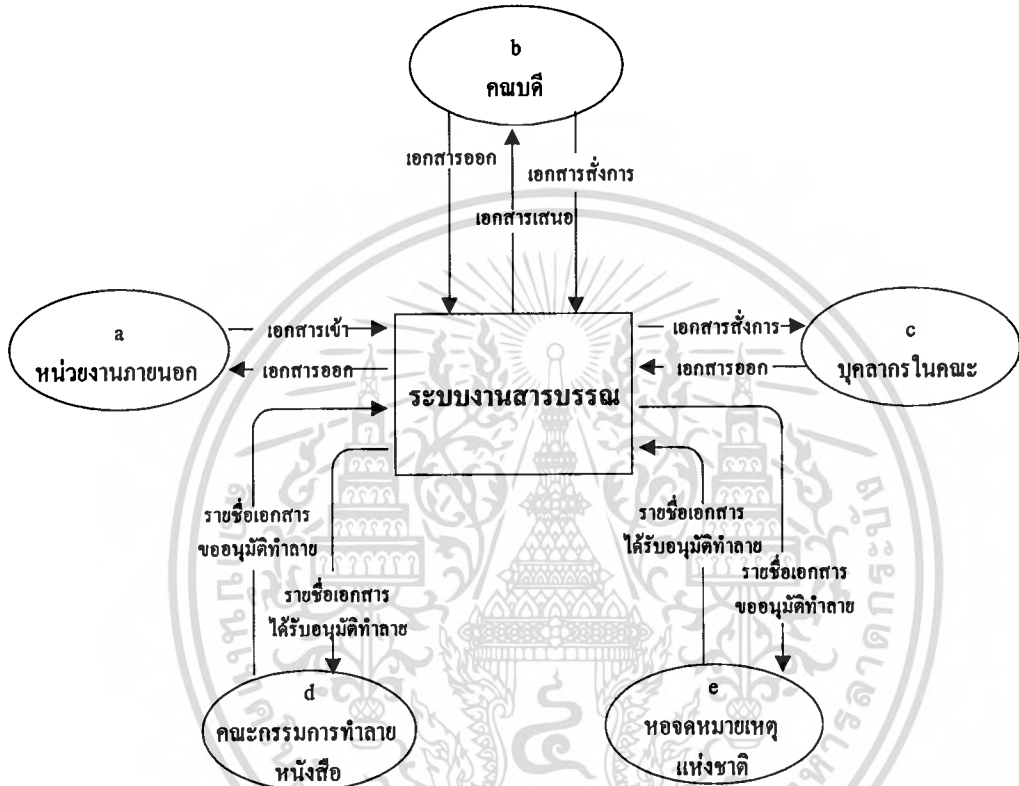 b
คณบดี
เอกสารออก
เอกสารสั่งการ
เอกสารเสนอ
a
หน่วยงานภายนอก
เอกสารเข้า
เอกสารออก
ระบบงานสารบรรณ
เอกสารสั่งการ
เอกสารออก
c
บุคลากรในคณะ
รายชื่อเอกสาร
ขออนุมัติทำลาย
รายชื่อเอกสาร
ได้รับอนุมัติทำลาย
รายชื่อเอกสาร
ได้รับอนุมัติทำลาย
รายชื่อเอกสาร
ขออนุมัติทำลาย
d
คณะกรรมการทำลาย
หนังสือ
e
หอจดหมายเหตุ
แห่งชาติ